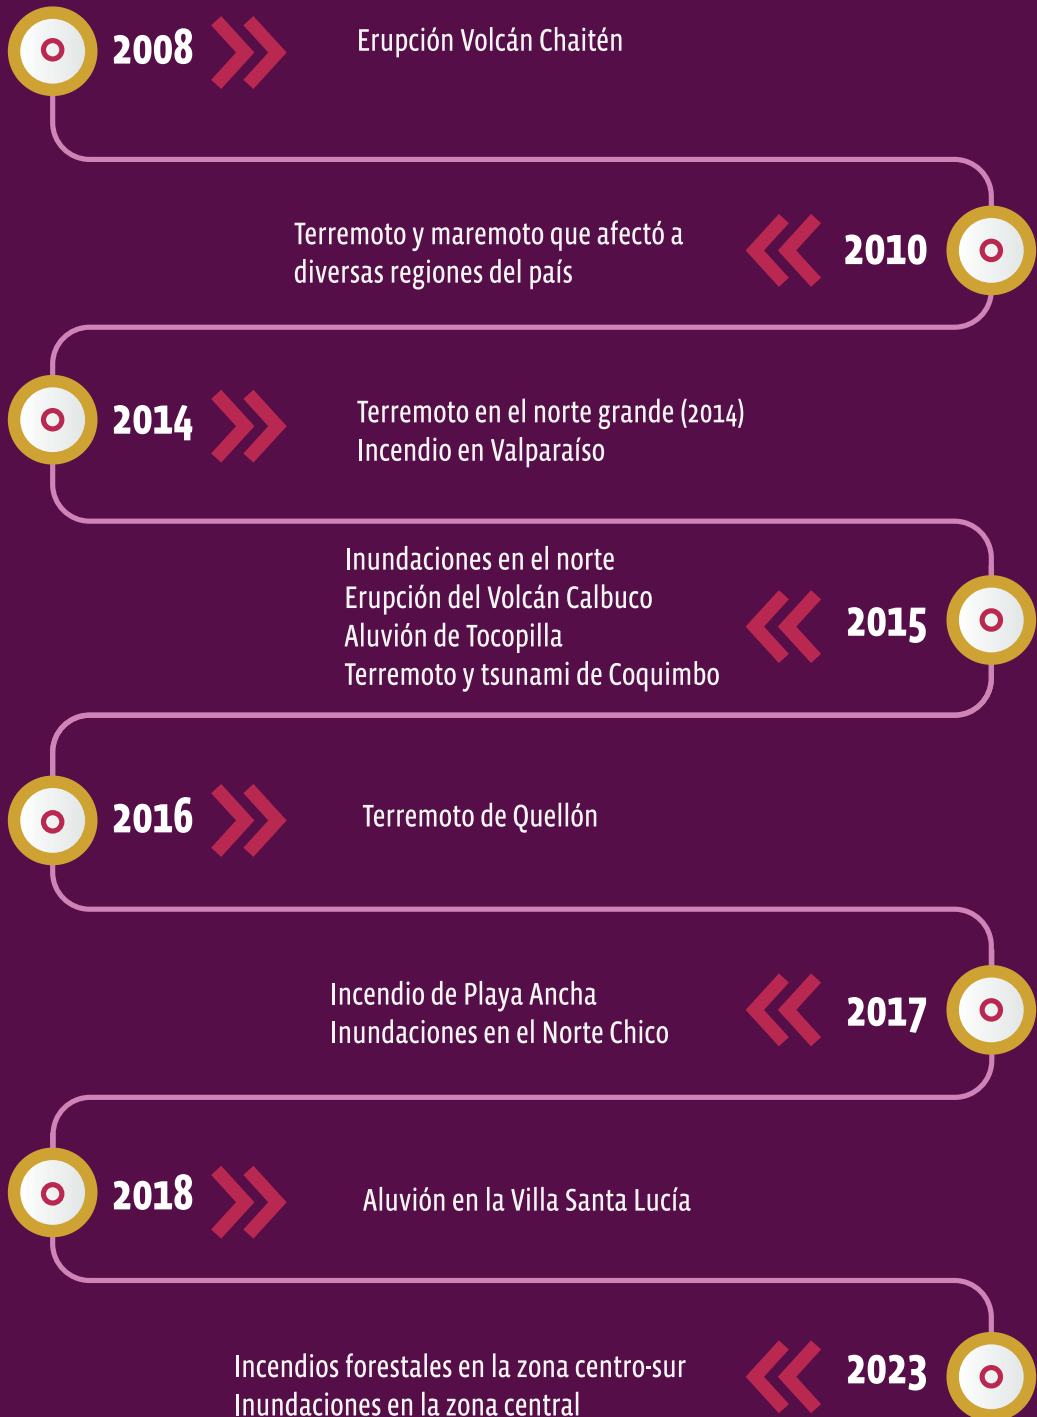 2008
Erupción Volcán Chaitén
Terremoto y maremoto que afectó a
diversas regiones del país
2010
2014
Terremoto en el norte grande (2014)
Incendio en Valparaíso
Inundaciones en el norte
Erupción del Volcán Calbuco
Aluvión de Tocopilla
Terremoto y tsunami de Coquimbo
2015
2016
Terremoto de Quellón
Incendio de Playa Ancha
Inundaciones en el Norte Chico
2017
2018
Aluvión en la Villa Santa Lucía
Incendios forestales en la zona centro-sur
Inundaciones en la zona central
2023